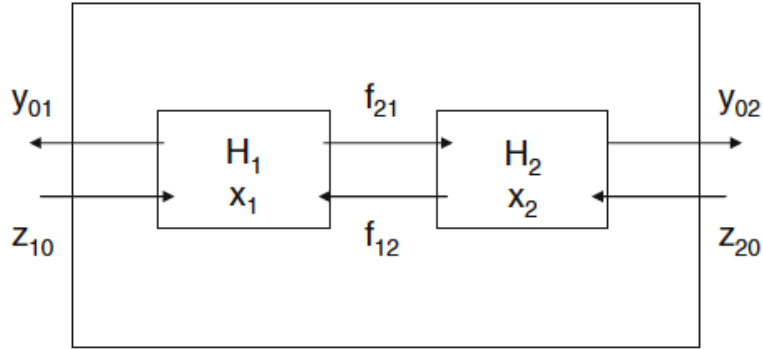 y₀₁ f₂₁ y₀₂
H₁ H₂
x₁ x₂
z₁₀ f₁₂ z₂₀